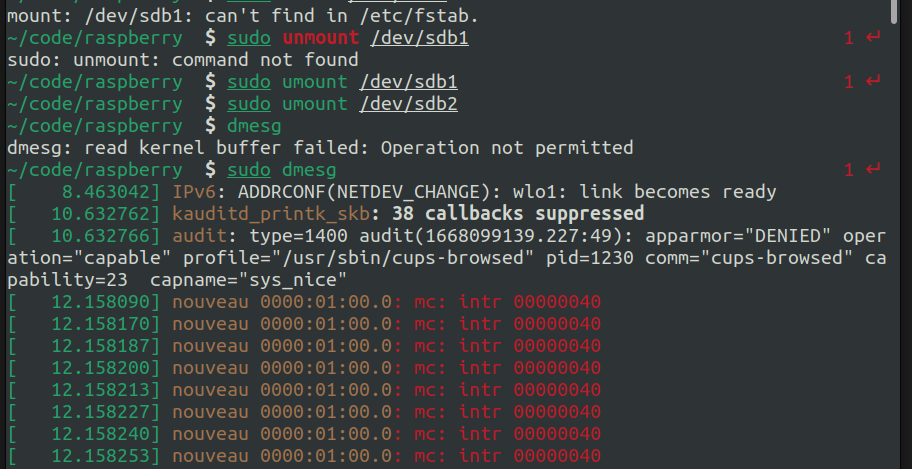 mount: /dev/sdb1: can't find in /etc/fstab.
~/code/raspberry $ sudo unmount /dev/sdb1 1 ↵
sudo: unmount: command not found
~/code/raspberry $ sudo umount /dev/sdb1 1 ↵
~/code/raspberry $ sudo umount /dev/sdb2
~/code/raspberry $ dmesg
dmesg: read kernel buffer failed: Operation not permitted
~/code/raspberry $ sudo dmesg 1 ↵
[    8.463042] IPv6: ADDRCONF(NETDEV_CHANGE): wlo1: link becomes ready
[   10.632762] kauditd_printk_skb: 38 callbacks suppressed
[   10.632766] audit: type=1400 audit(1668099139.227:49): apparmor="DENIED" oper
ation="capable" profile="/usr/sbin/cups-browsed" pid=1230 comm="cups-browsed" ca
pability=23  capname="sys_nice"
[   12.158090] nouveau 0000:01:00.0: mc: intr 00000040
[   12.158170] nouveau 0000:01:00.0: mc: intr 00000040
[   12.158187] nouveau 0000:01:00.0: mc: intr 00000040
[   12.158200] nouveau 0000:01:00.0: mc: intr 00000040
[   12.158213] nouveau 0000:01:00.0: mc: intr 00000040
[   12.158227] nouveau 0000:01:00.0: mc: intr 00000040
[   12.158240] nouveau 0000:01:00.0: mc: intr 00000040
[   12.158253] nouveau 0000:01:00.0: mc: intr 00000040